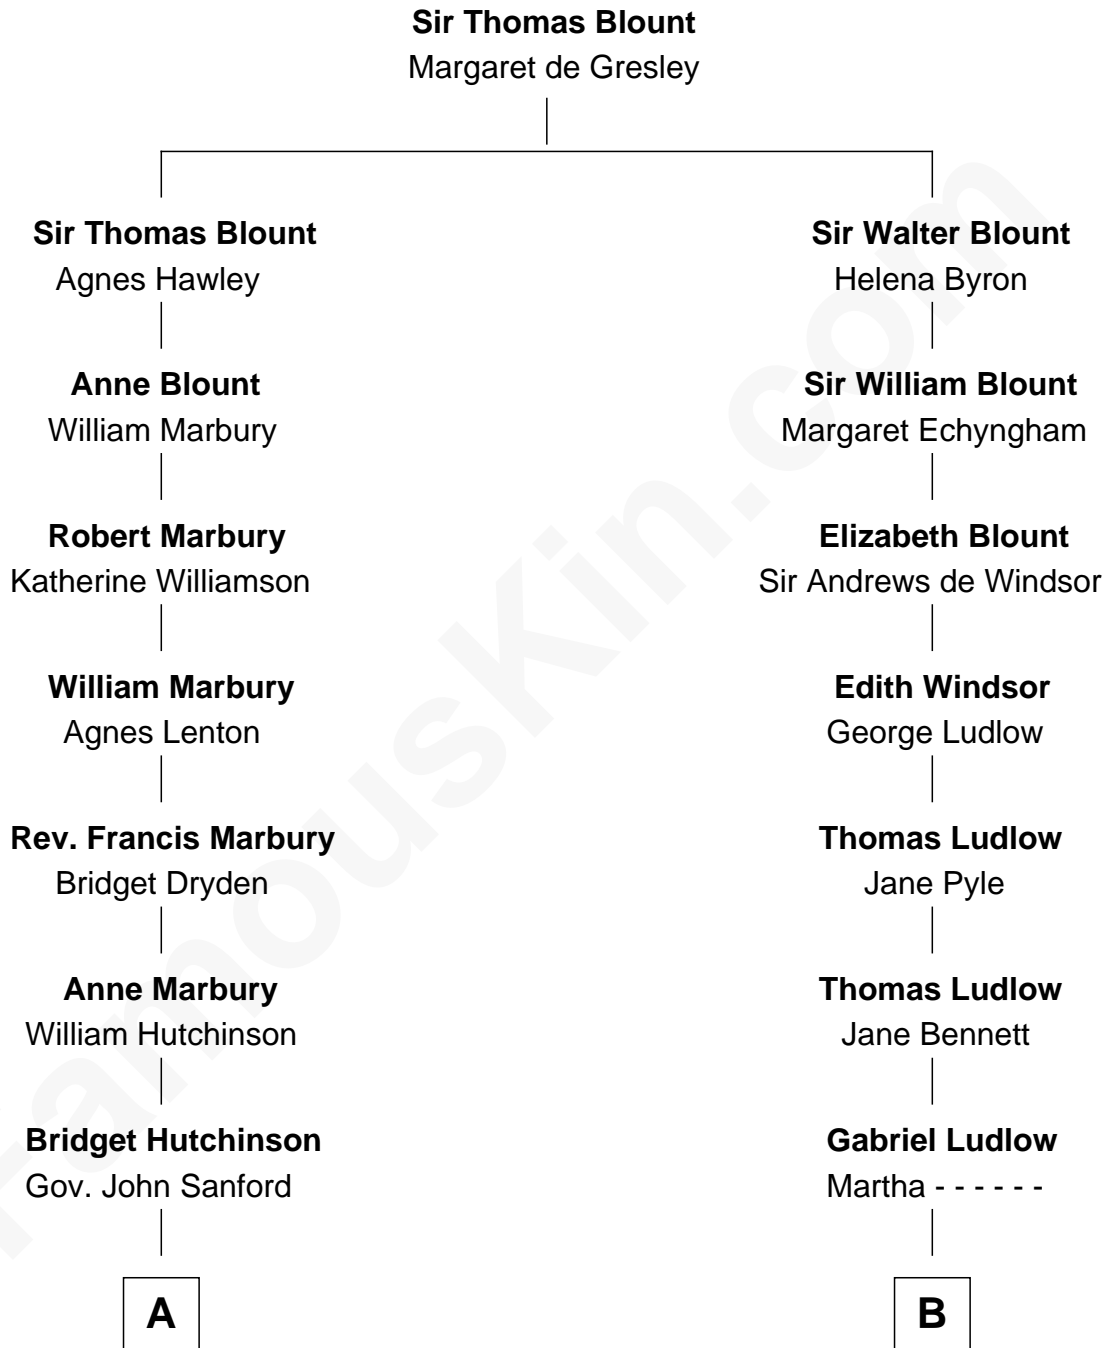 Sir Thomas Blount
Margaret de Gresley
Sir Thomas Blount
Agnes Hawley
Anne Blount
William Marbury
Robert Marbury
Katherine Williamson
William Marbury
Agnes Lenton
Rev. Francis Marbury
Bridget Dryden
Anne Marbury
William Hutchinson
Bridget Hutchinson
Gov. John Sanford
A
Sir Walter Blount
Helena Byron
Sir William Blount
Margaret Echyngham
Elizabeth Blount
Sir Andrews de Windsor
Edith Windsor
George Ludlow
Thomas Ludlow
Jane Pyle
Thomas Ludlow
Jane Bennett
Gabriel Ludlow
Martha - - - - - -
B
FamousKin.com